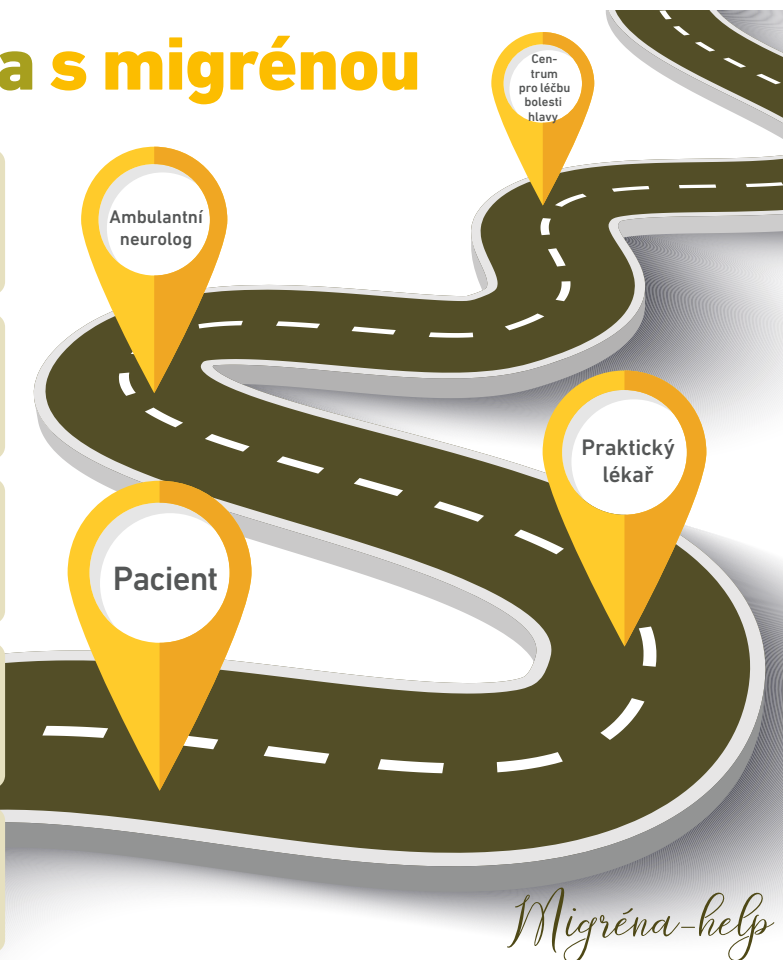 a s migrénou
Cen-
trum
pro léčbu
bolesti
hlavy
Ambulantní
neurolog
Praktický
lékař
Pacient
Migréna-help